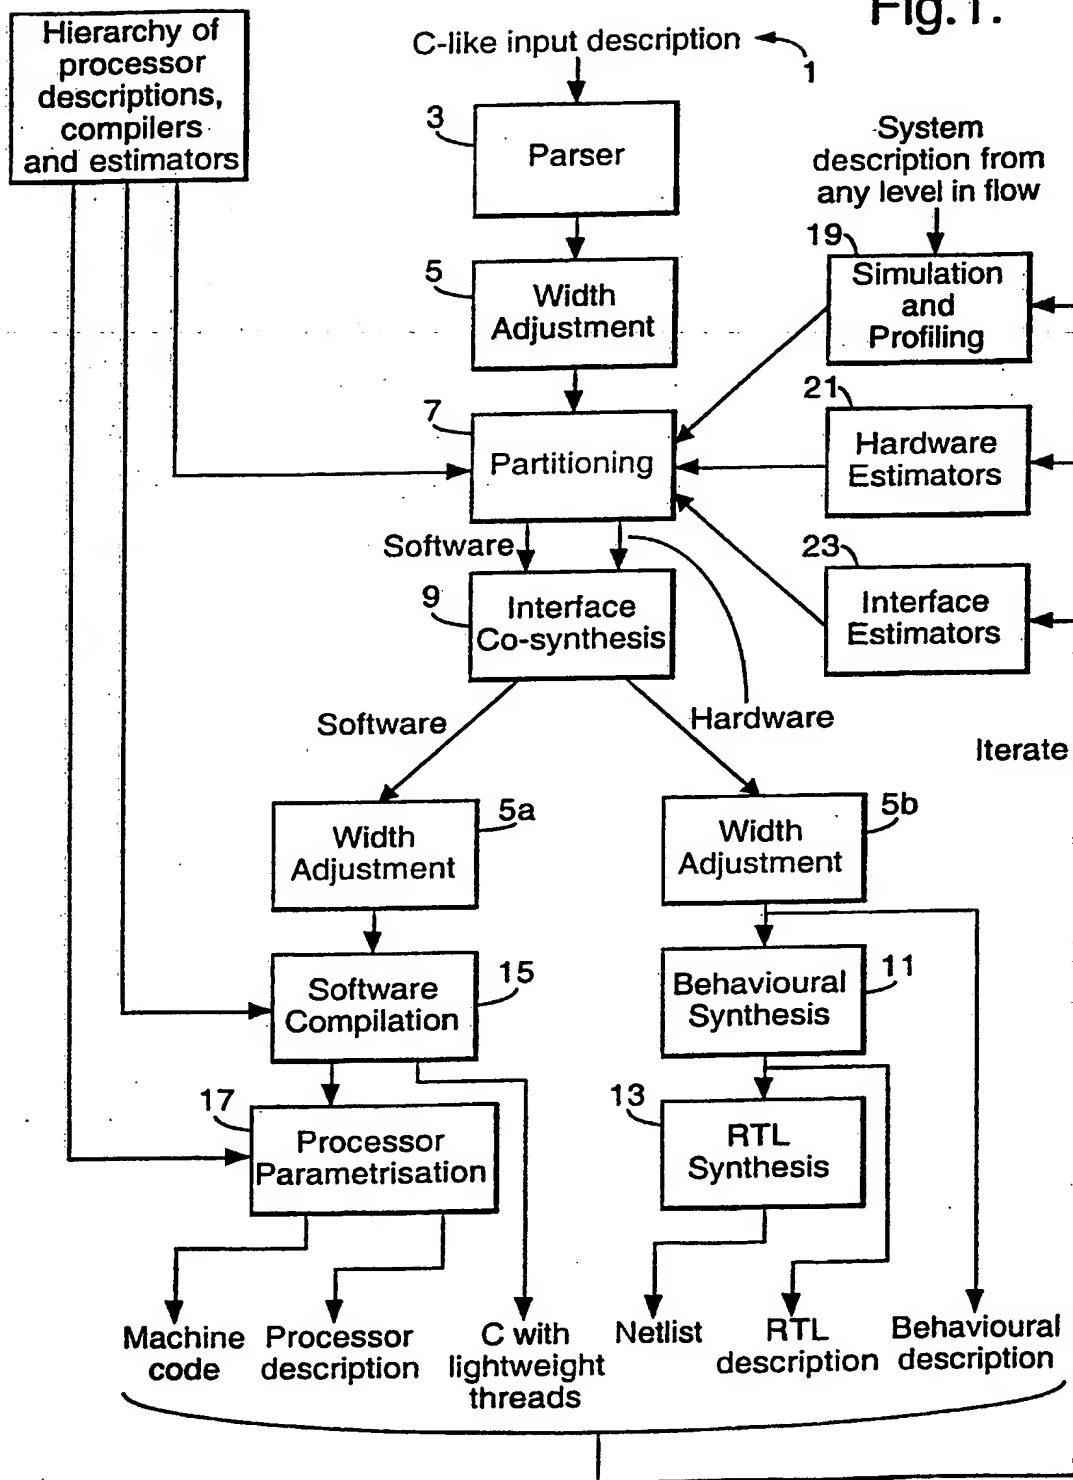 Fig.1.
Hierarchy of
processor
descriptions,
compilers
and estimators
C-like input description
1
3
Parser
System
description from
any level in flow
5
Width
Adjustment
19
Simulation
and
Profiling
7
Partitioning
21
Hardware
Estimators
Software
23
Interface
Estimators
9
Interface
Co-synthesis
Software
Hardware
Iterate
5a
Width
Adjustment
5b
Width
Adjustment
15
Software
Compilation
11
Behavioural
Synthesis
17
Processor
Parametrisation
13
RTL
Synthesis
Machine
code
Processor
description
C with
lightweight
threads
Netlist
RTL
description
Behavioural
description